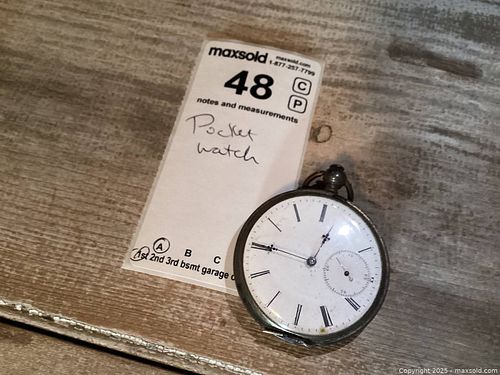 maxsold maxsold.com
1-877-257-7799
48 C
P
notes and measurements
Pocket
watch
A B C
1st 2nd 3rd bsmt garage
Copyright 2025 - maxsold.com